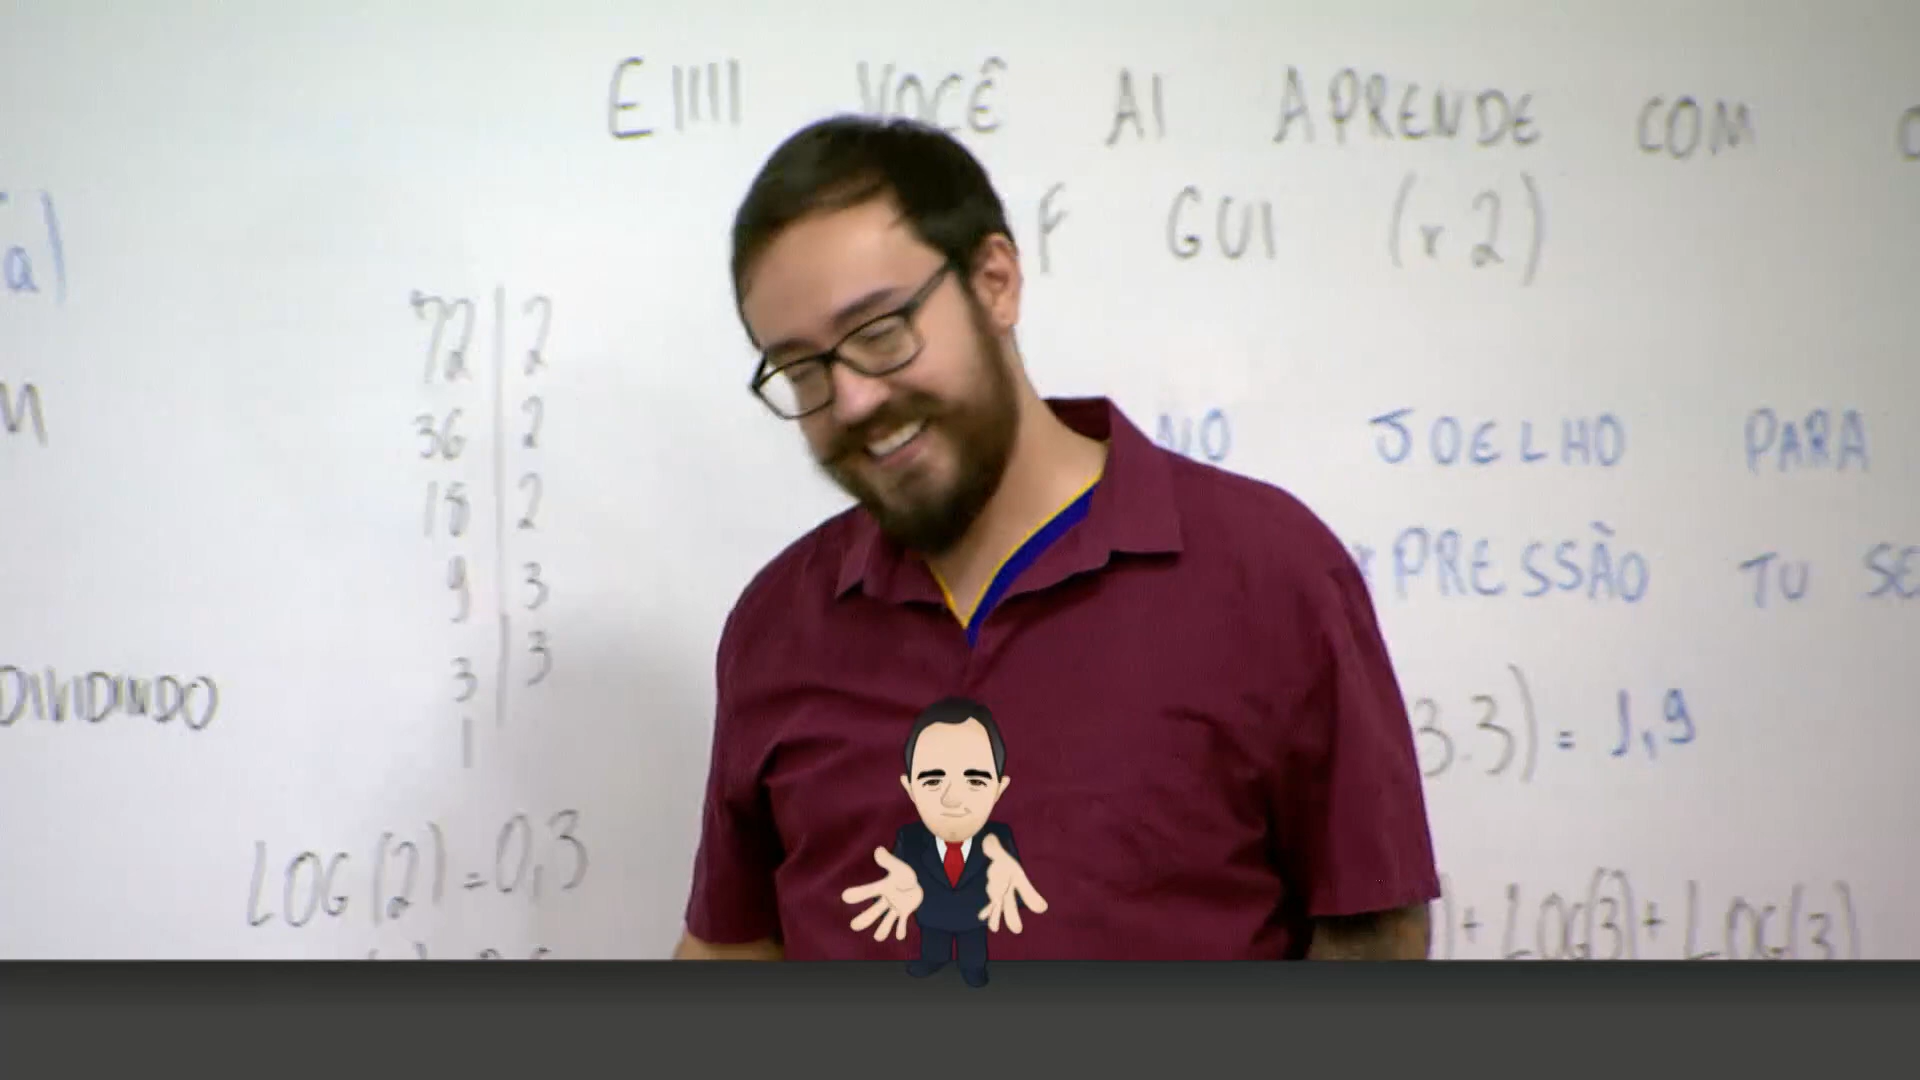 EIIII VOCÊ AI APRENDE COM
F GUI (x2)
a)
72 | 2
36 | 2
18 | 2
9 | 3
3 | 3
1
M
NO JOELHO PARA
PRESSÃO TU SE
DIVIDINDO
3.3) = 1,9
LOG(2)=0,3
) + LOG(3) + LOG(3)